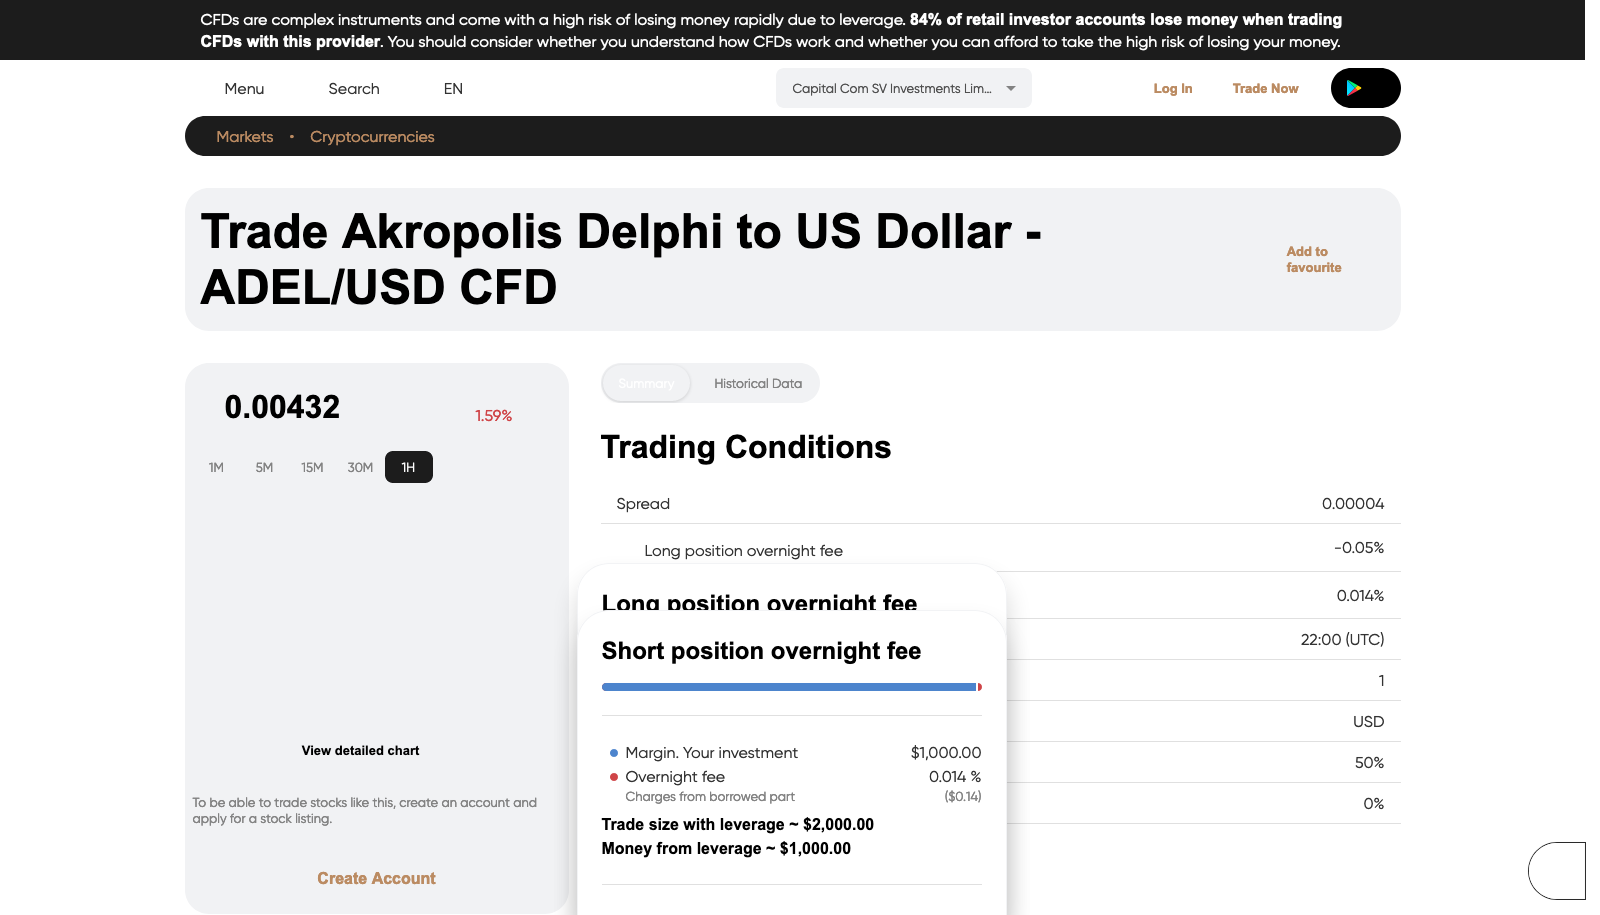 CFDs are complex instruments and come with a high risk of losing money rapidly due to leverage. 84% of retail investor accounts lose money when trading
CFDs with this provider. You should consider whether you understand how CFDs work and whether you can afford to take the high risk of losing your money.
Menu
Search
EN
Capital Com SV Investments Lim...
Log In
Trade Now
Markets • Cryptocurrencies
Trade Akropolis Delphi to US Dollar -
ADEL/USD CFD
Add to
favourite
0.00432
1.59%
1M 5M 15M 30M 1H
View detailed chart
To be able to trade stocks like this, create an account and
apply for a stock listing.
Create Account
Summary
Historical Data
Trading Conditions
Spread 0.00004
Long position overnight fee -0.05%
0.014%
22:00 (UTC)
1
USD
50%
0%
Long position overnight fee
Short position overnight fee
Margin. Your investment $1,000.00
Overnight fee 0.014 %
Charges from borrowed part ($0.14)
Trade size with leverage ~ $2,000.00
Money from leverage ~ $1,000.00